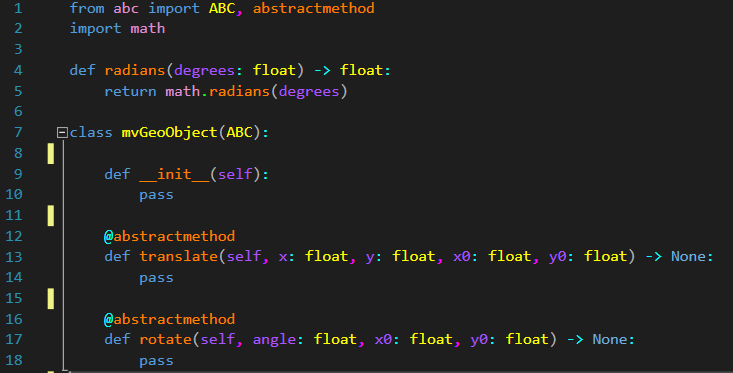 1 from abc import ABC, abstractmethod
2 import math
3
4 def radians(degrees: float) -> float:
5     return math.radians(degrees)
6
7 class mvGeoObject(ABC):
8
9     def __init__(self):
10         pass
11
12     @abstractmethod
13     def translate(self, x: float, y: float, x0: float, y0: float) -> None:
14         pass
15
16     @abstractmethod
17     def rotate(self, angle: float, x0: float, y0: float) -> None:
18         pass